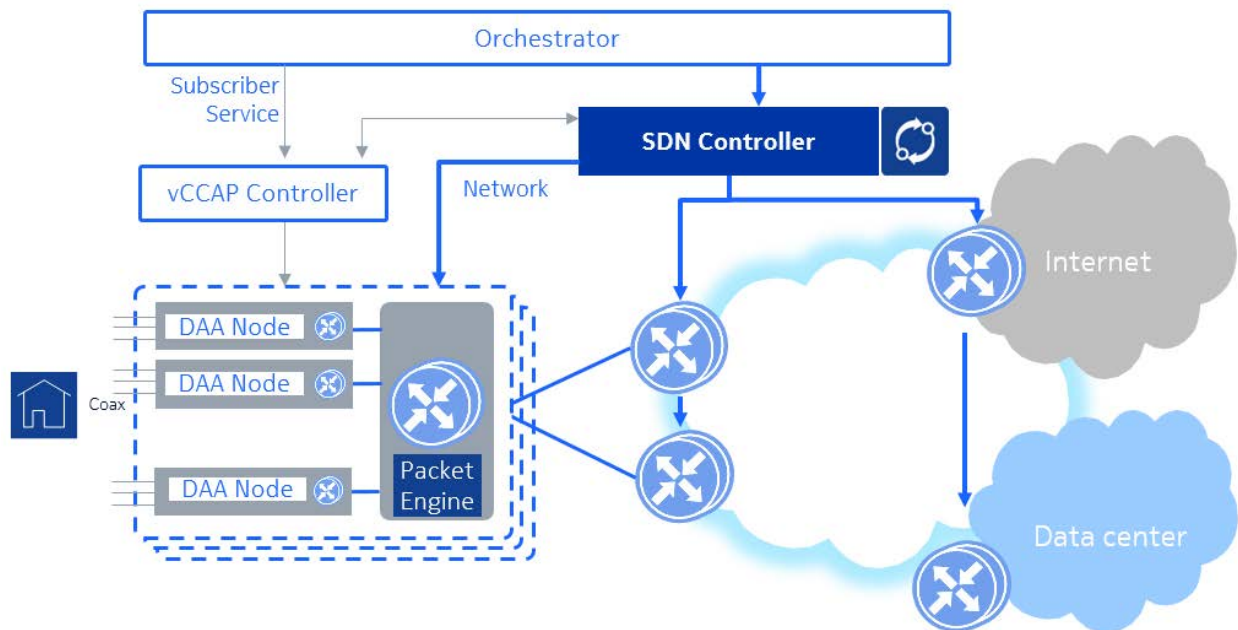 Orchestrator
Subscriber
Service
SDN Controller
vCCAP Controller
Network
Internet
DAA Node
DAA Node
Coax
DAA Node
Packet
Engine
Data center